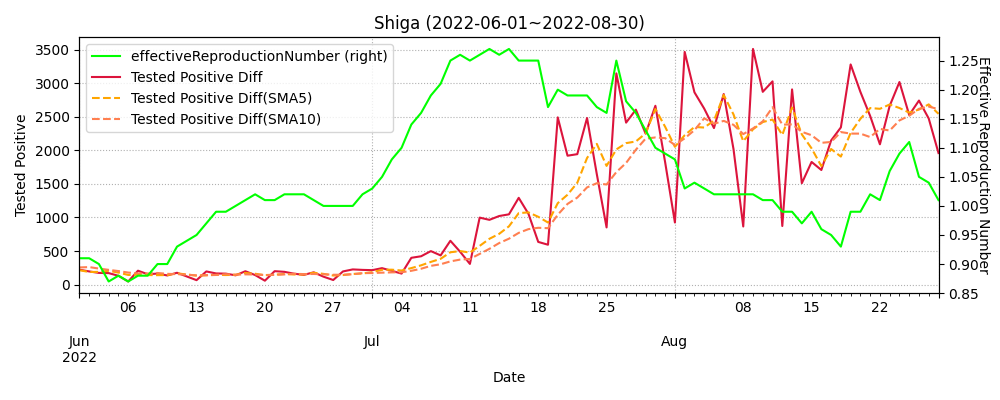 Shiga (2022-06-01~2022-08-30)
effectiveReproductionNumber (right)
Tested Positive Diff
Tested Positive Diff(SMA5)
Tested Positive Diff(SMA10)
Tested Positive
3500
3000
2500
2000
1500
1000
500
0
Effective Reproduction Number
1.25
1.20
1.15
1.10
1.05
1.00
0.95
0.90
0.85
06 13 20 27 04 11 18 25 08 15 22
Jun Jul Aug
2022
Date